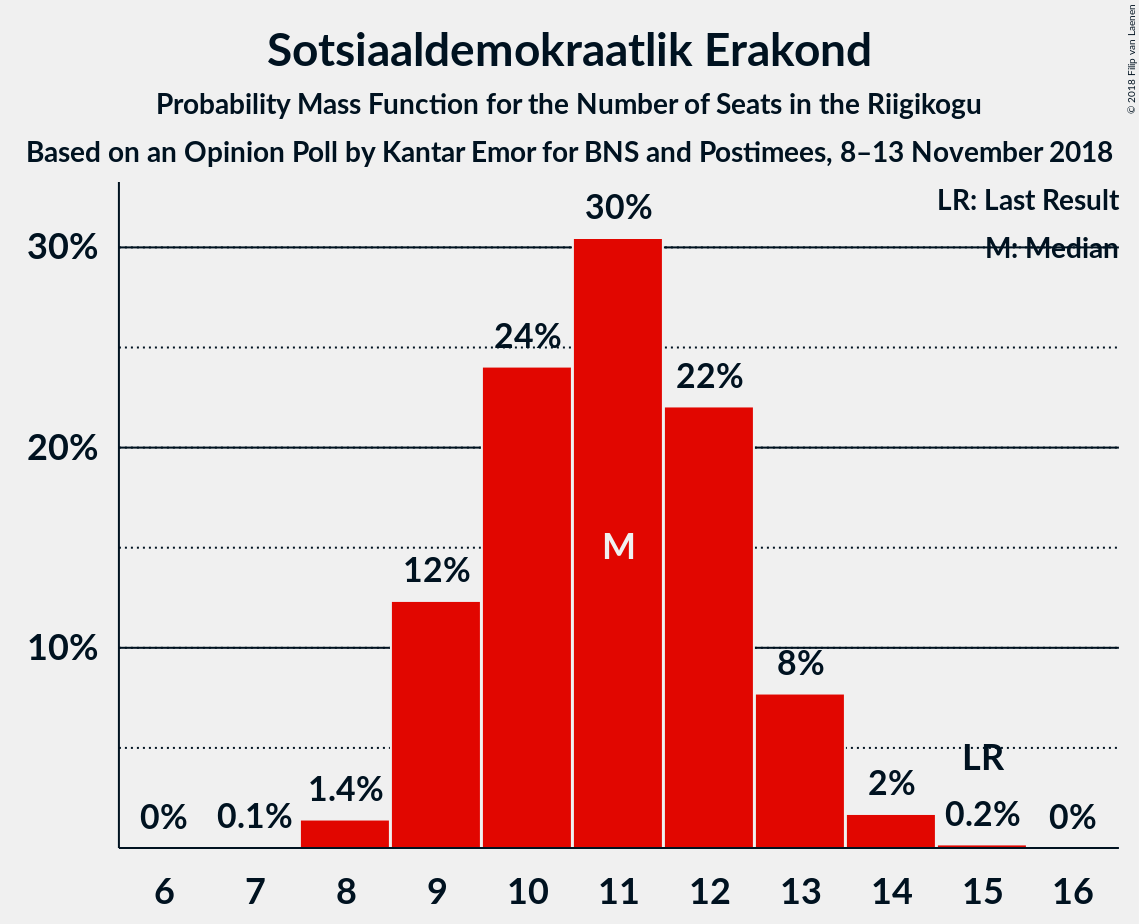 Sotsiaaldemokraatlik Erakond
Probability Mass Function for the Number of Seats in the Riigikogu
Based on an Opinion Poll by Kantar Emor for BNS and Postimees, 8–13 November 2018
© 2018 Filip van Laenen
LR: Last Result
M: Median
30%
20%
10%
0%
0.1%
1.4%
12%
24%
30%
M
22%
8%
2%
LR
0.2%
0%
6 7 8 9 10 11 12 13 14 15 16